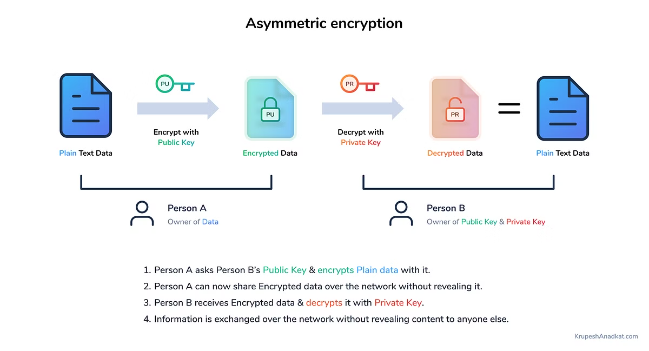 Asymmetric encryption
PU
PR
PU
PR
Encrypt with
Public Key
Decrypt with
Private Key
Plain Text Data
Encrypted Data
Decrypted Data
Plain Text Data
Person A
Owner of Data
Person B
Owner of Public Key & Private Key
1. Person A asks Person B's Public Key & encrypts Plain data with it.
2. Person A can now share Encrypted data over the network without revealing it.
3. Person B receives Encrypted data & decrypts it with Private Key.
4. Information is exchanged over the network without revealing content to anyone else.
KrupeshAnadkat.com